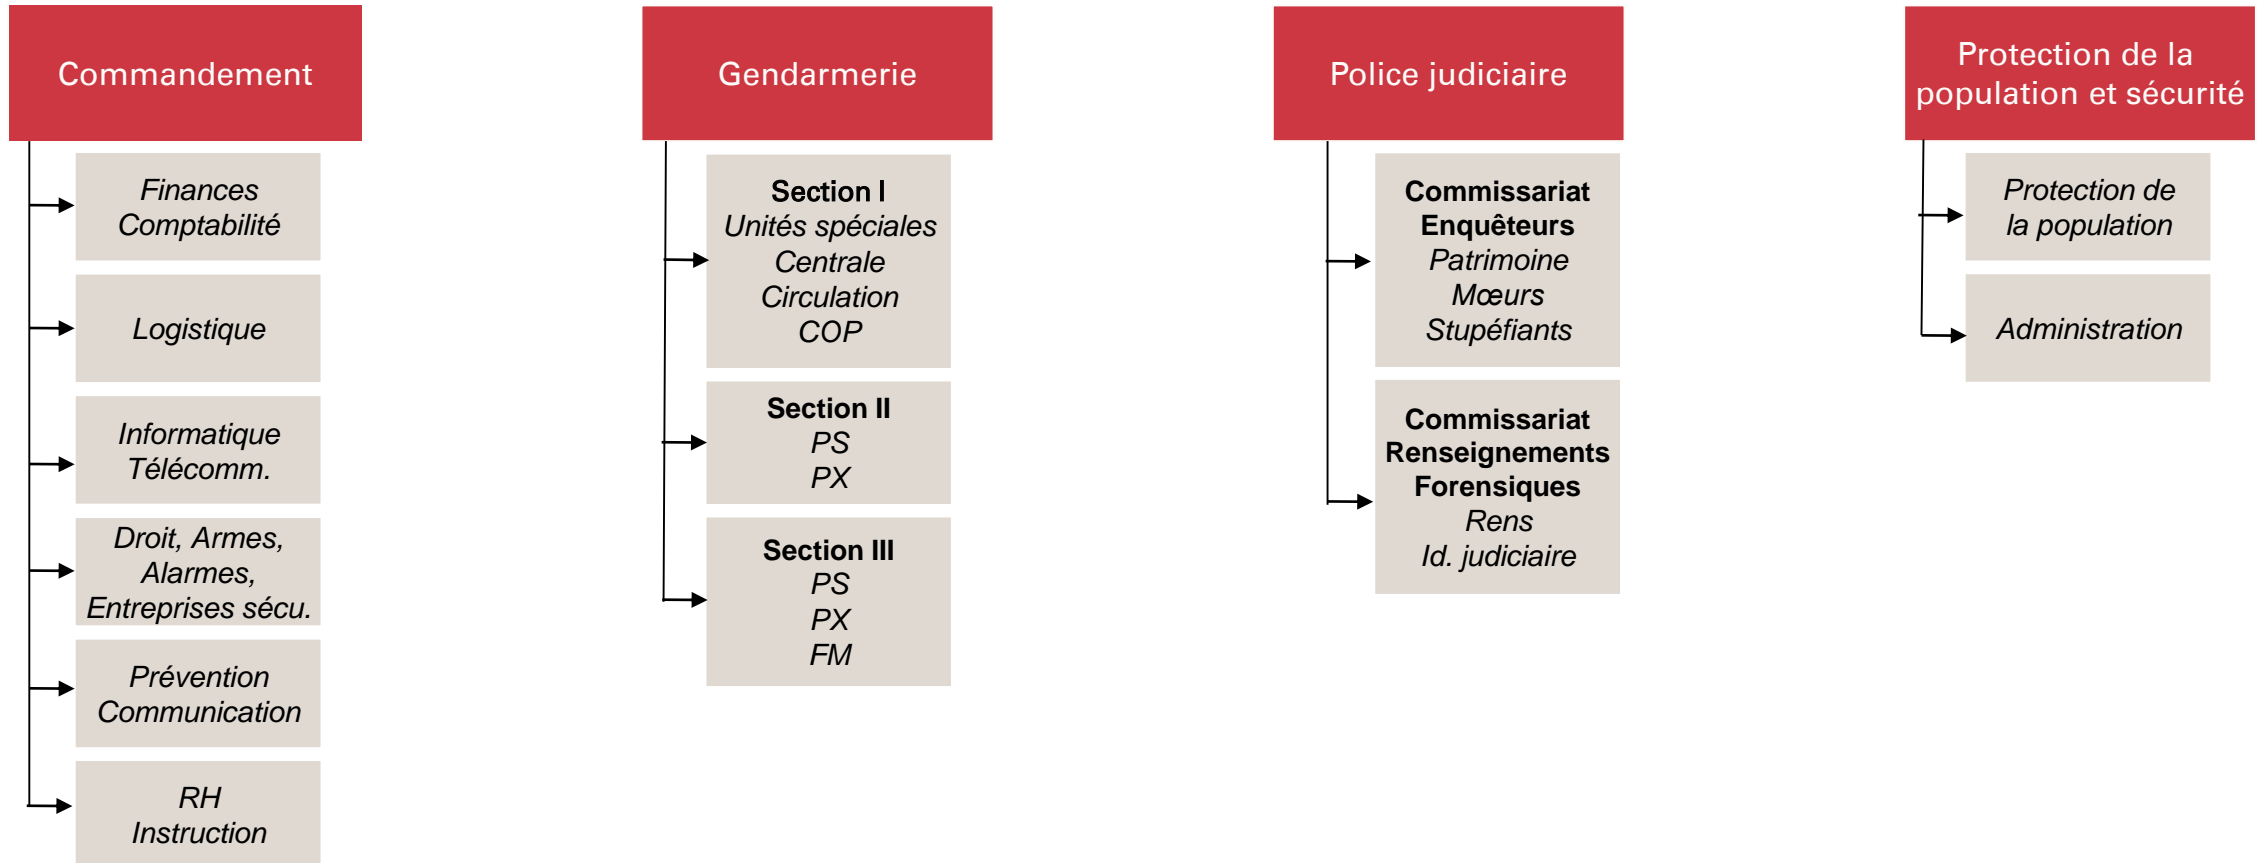 Commandement
Finances
Comptabilité
Logistique
Informatique
Télécomm.
Droit, Armes,
Alarmes,
Entreprises sécu.
Prévention
Communication
RH
Instruction
Gendarmerie
Section I
Unités spéciales
Centrale
Circulation
COP
Section II
PS
PX
Section III
PS
PX
FM
Police judiciaire
Commissariat
Enquêteurs
Patrimoine
Mœurs
Stupéfiants
Commissariat
Renseignements
Forensiques
Rens
Id. judiciaire
Protection de la
population et sécurité
Protection de
la population
Administration